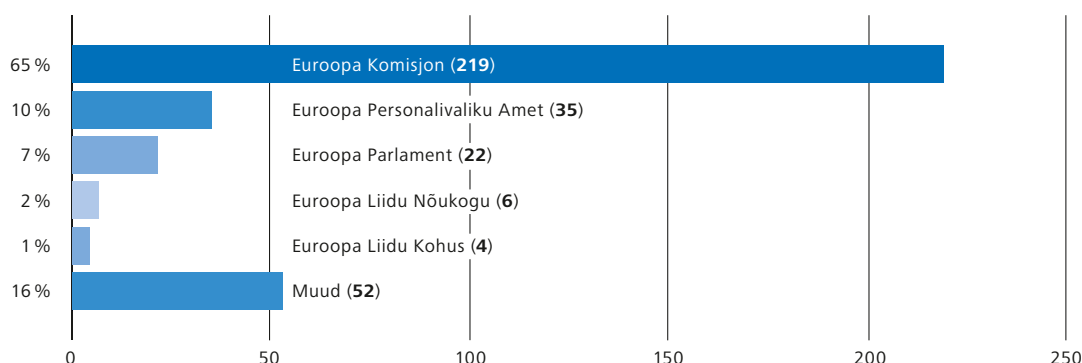 65 % Euroopa Komisjon (219)
10 % Euroopa Personalivaliku Amet (35)
7 % Euroopa Parlament (22)
2 % Euroopa Liidu Nõukogu (6)
1 % Euroopa Liidu Kohus (4)
16 % Muud (52)
0 50 100 150 200 250